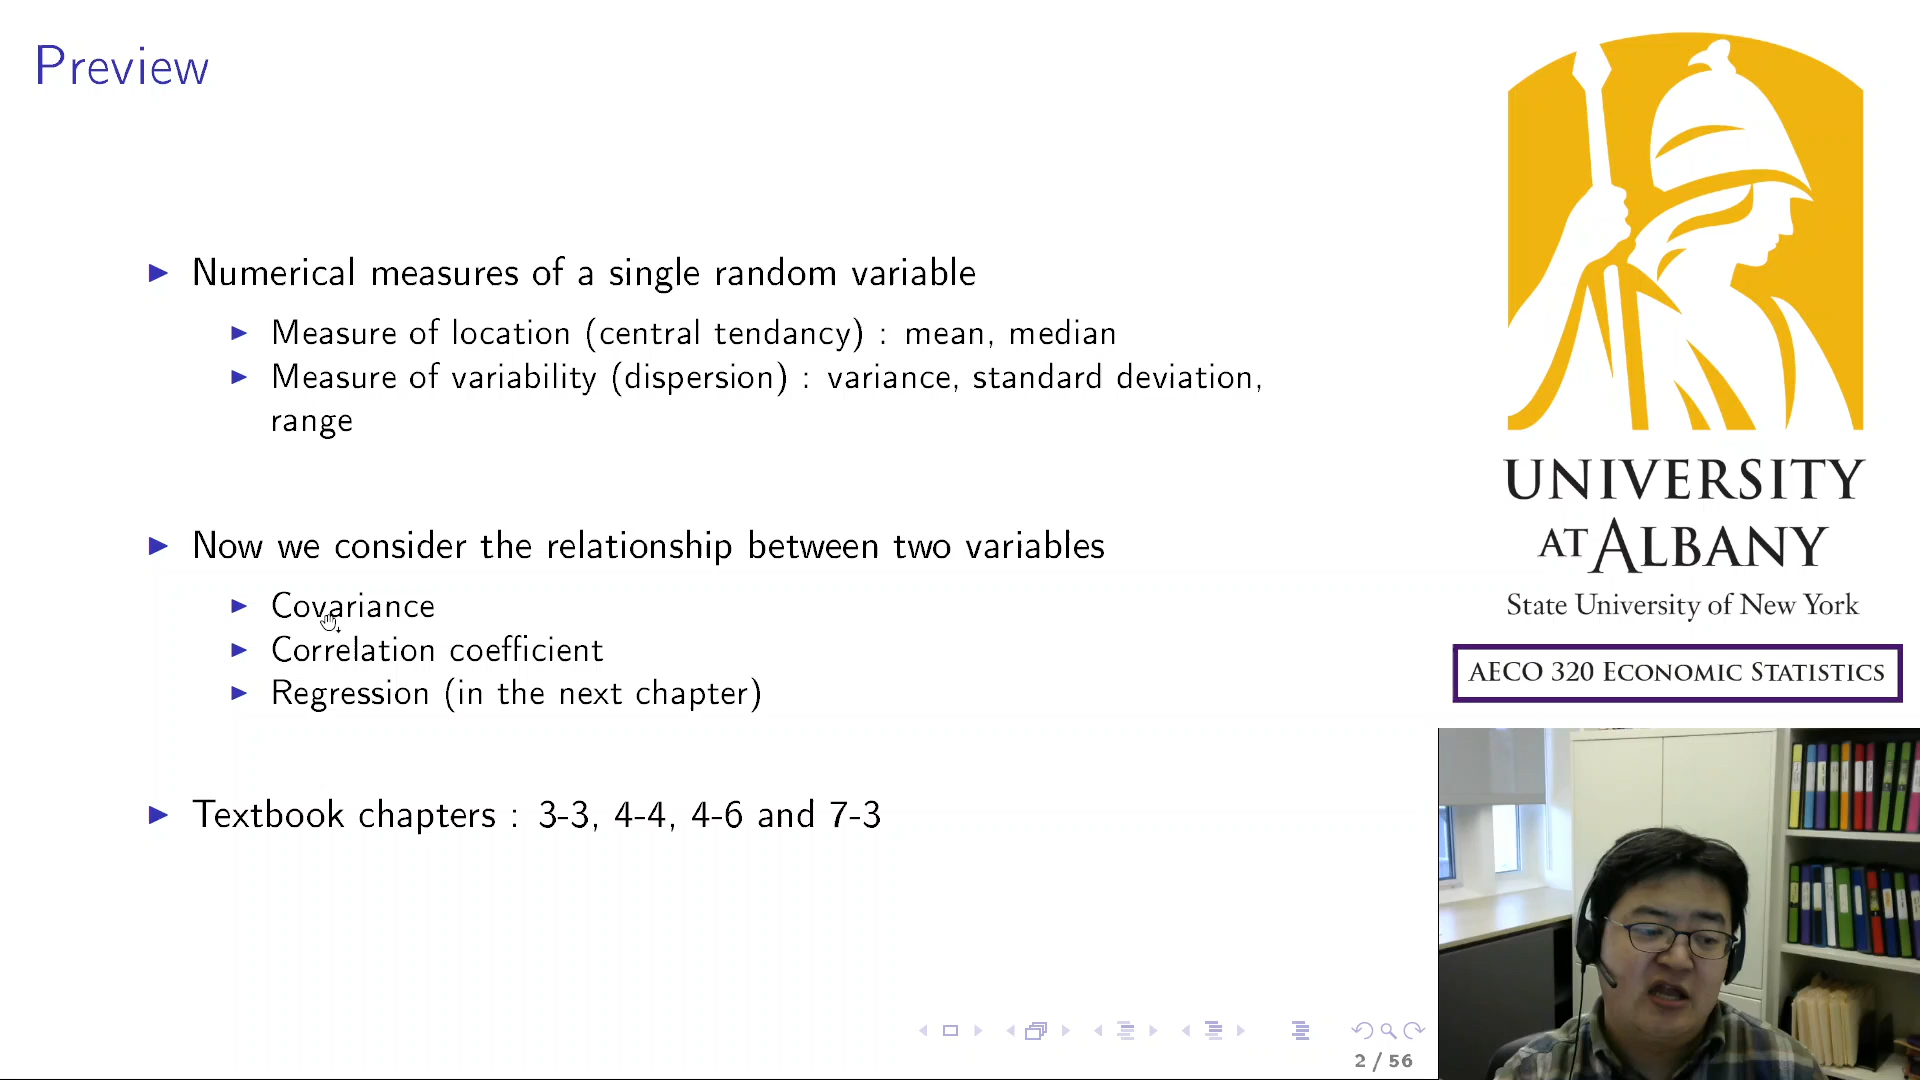 Preview
Numerical measures of a single random variable
Measure of location (central tendancy) : mean, median
Measure of variability (dispersion) : variance, standard deviation,
range
Now we consider the relationship between two variables
Covariance
Correlation coefficient
Regression (in the next chapter)
Textbook chapters : 3-3, 4-4, 4-6 and 7-3
2 / 56
UNIVERSITY
AT ALBANY
State University of New York
AECO 320 ECONOMIC STATISTICS